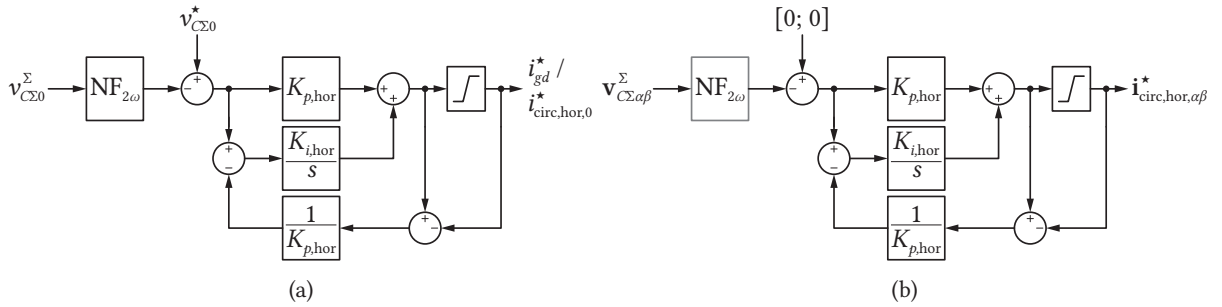 v⋆CΣ0
[0; 0]
vΣCΣ0
NF2ω
−
+
Kp,hor
+
+
i⋆gd /
i⋆circ,hor,0
vΣCΣαβ
NF2ω
−
+
Kp,hor
+
+
i⋆circ,hor,αβ
+
−
Ki,hor
s
+
−
Ki,hor
s
1
Kp,hor
+
−
1
Kp,hor
+
−
(a)
(b)